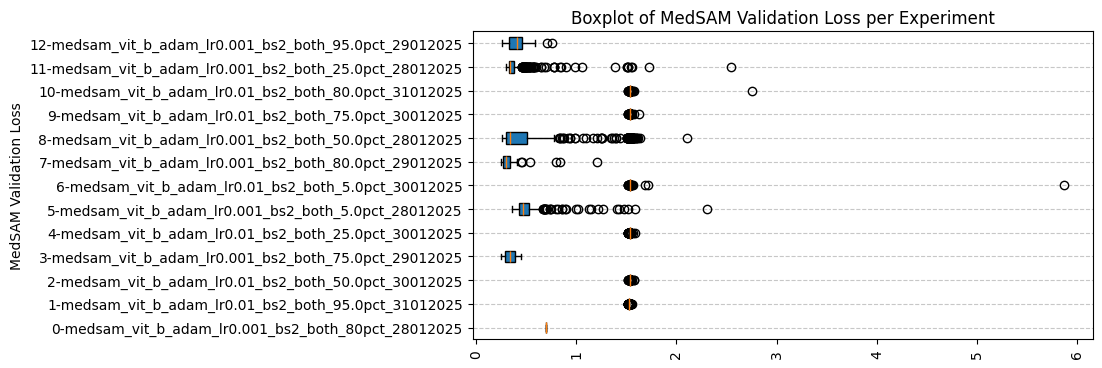 Boxplot of MedSAM Validation Loss per Experiment
MedSAM Validation Loss
12-medsam_vit_b_adam_lr0.001_bs2_both_95.0pct_29012025
11-medsam_vit_b_adam_lr0.001_bs2_both_25.0pct_28012025
10-medsam_vit_b_adam_lr0.01_bs2_both_80.0pct_31012025
9-medsam_vit_b_adam_lr0.01_bs2_both_75.0pct_30012025
8-medsam_vit_b_adam_lr0.001_bs2_both_50.0pct_28012025
7-medsam_vit_b_adam_lr0.001_bs2_both_80.0pct_29012025
6-medsam_vit_b_adam_lr0.01_bs2_both_5.0pct_30012025
5-medsam_vit_b_adam_lr0.001_bs2_both_5.0pct_28012025
4-medsam_vit_b_adam_lr0.01_bs2_both_25.0pct_30012025
3-medsam_vit_b_adam_lr0.001_bs2_both_75.0pct_29012025
2-medsam_vit_b_adam_lr0.01_bs2_both_50.0pct_30012025
1-medsam_vit_b_adam_lr0.01_bs2_both_95.0pct_31012025
0-medsam_vit_b_adam_lr0.001_bs2_both_80pct_28012025
0 1 2 3 4 5 6